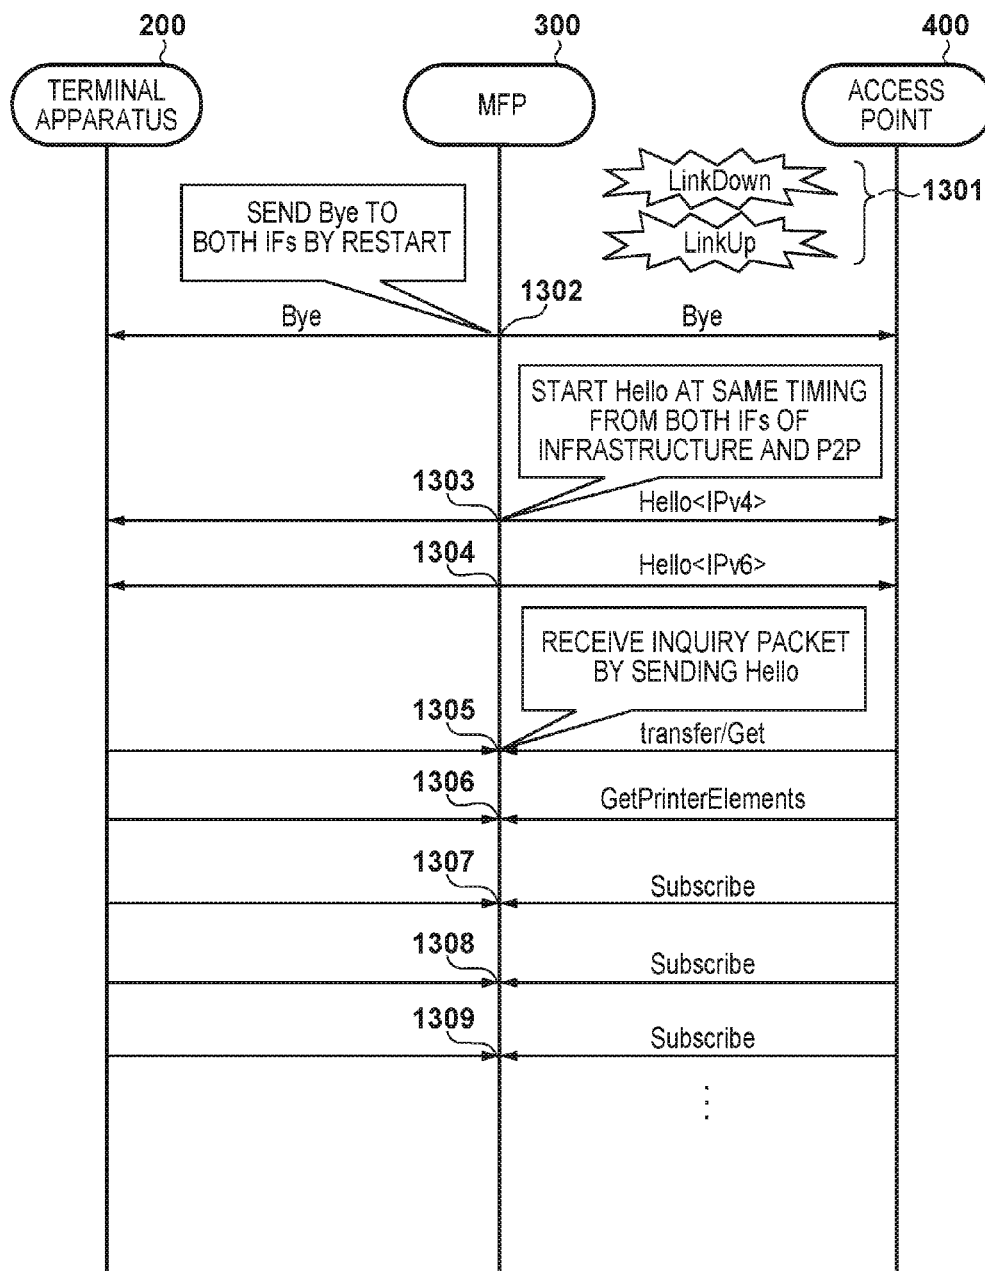 200
300
400
TERMINAL
APPARATUS
MFP
ACCESS
POINT
LinkDown
LinkUp
1301
SEND Bye TO
BOTH IFs BY RESTART
1302
Bye
Bye
START Hello AT SAME TIMING
FROM BOTH IFs OF
INFRASTRUCTURE AND P2P
1303
Hello<IPv4>
1304
Hello<IPv6>
RECEIVE INQUIRY PACKET
BY SENDING Hello
1305
transfer/Get
1306
GetPrinterElements
1307
Subscribe
1308
Subscribe
1309
Subscribe
⋮